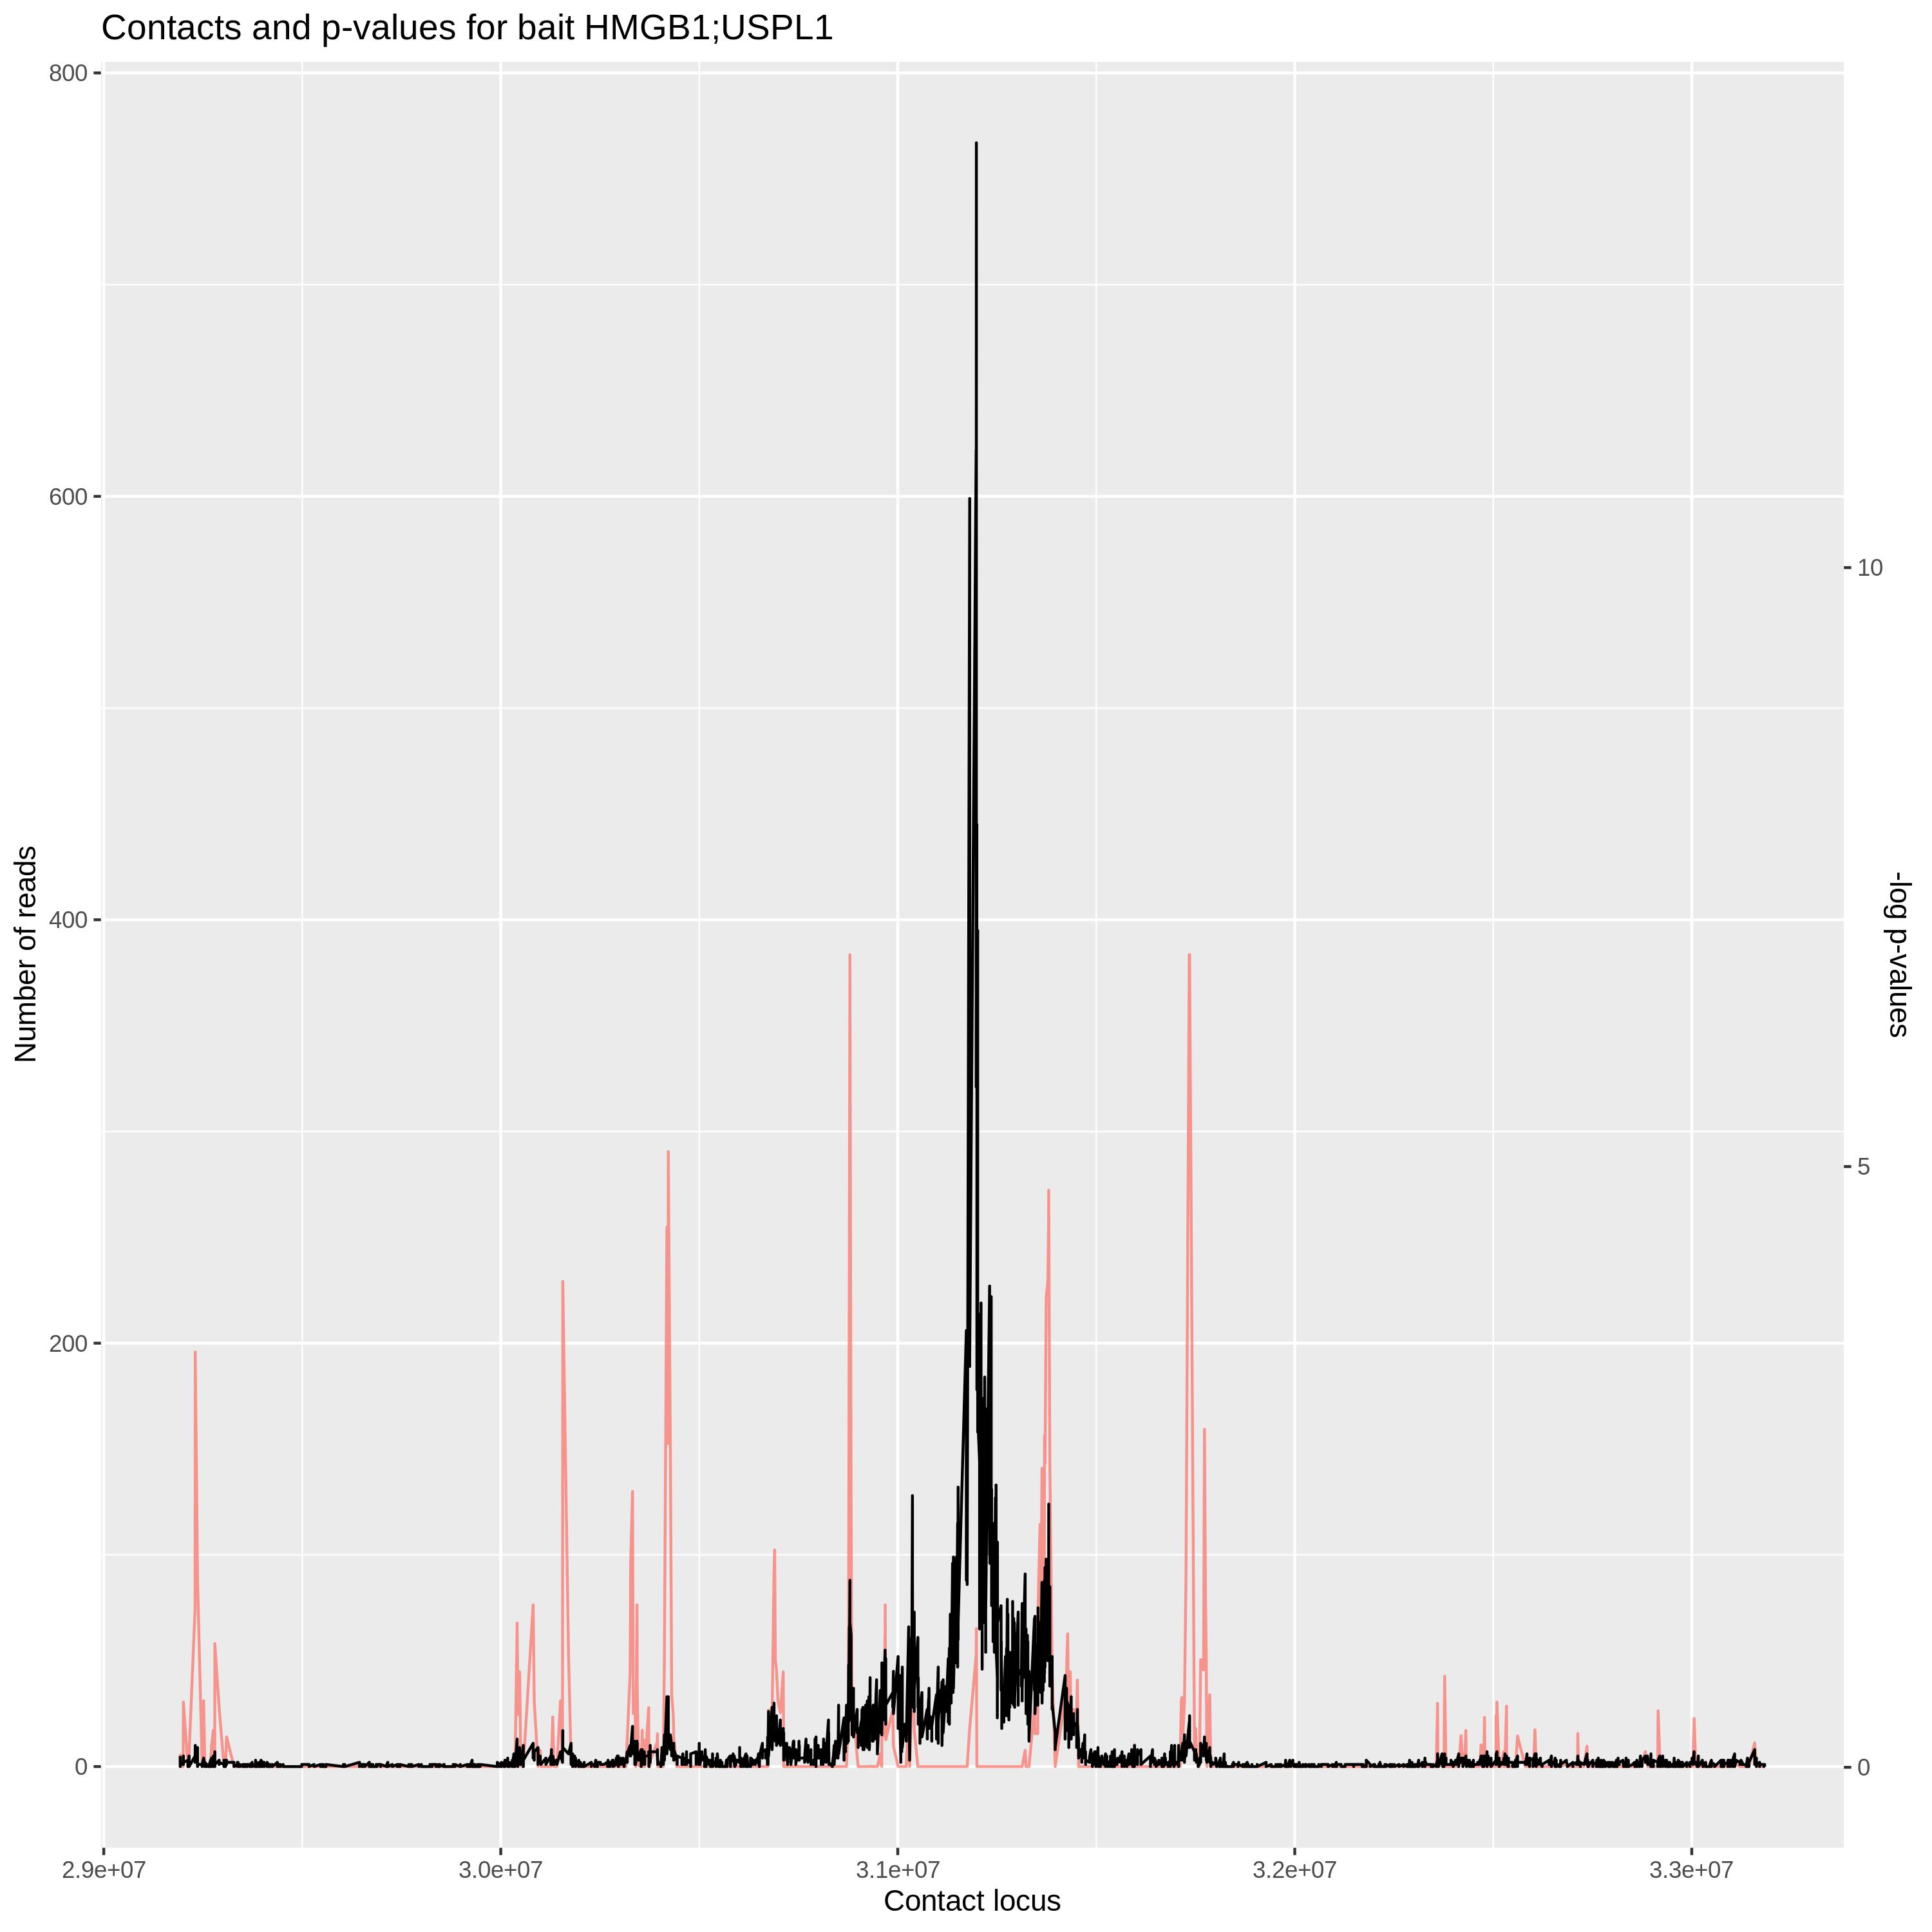 Contacts and p-values for bait HMGB1;USPL1
800
600
400
200
0
Number of reads
10
5
0
-log p-values
2.9e+07
3.0e+07
3.1e+07
3.2e+07
3.3e+07
Contact locus